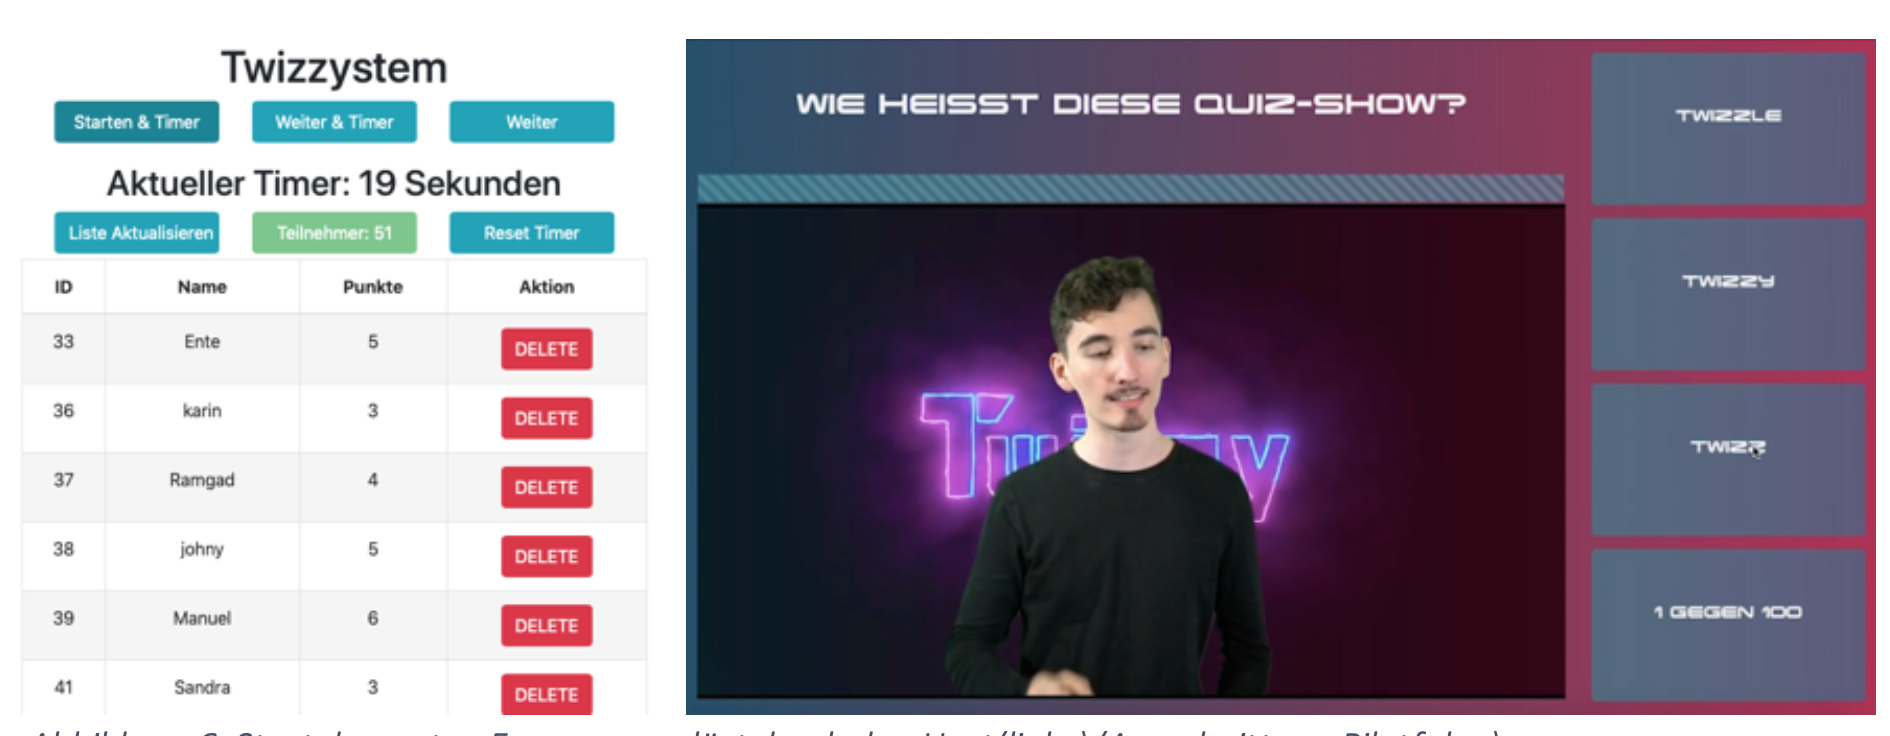 Twizzystem
Starten & Timer
Weiter & Timer
Weiter
Aktueller Timer: 19 Sekunden
Liste Aktualisieren
Teilnehmer: 51
Reset Timer
ID Name Punkte Aktion
33 Ente 5 DELETE
36 karin 3 DELETE
37 Ramgad 4 DELETE
38 johny 5 DELETE
39 Manuel 6 DELETE
41 Sandra 3 DELETE
WIE HEISST DIESE QUIZ-SHOW?
TWIZZLE
TWIZZY
TWIZZ
1 GEGEN 100